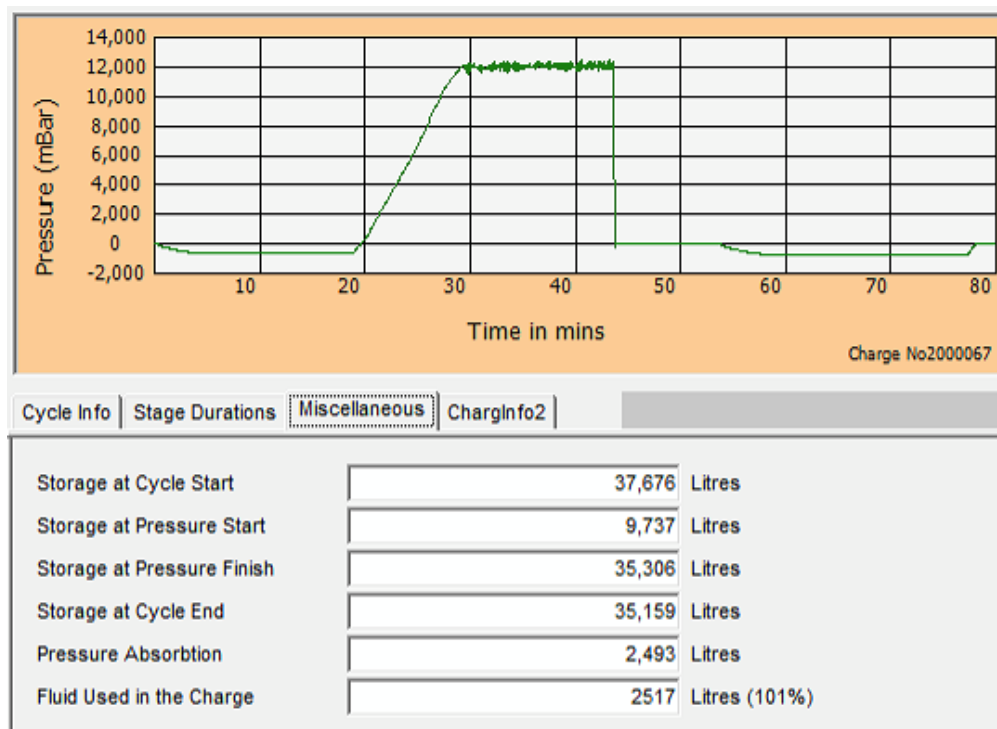 14,000
12,000
10,000
8,000
6,000
4,000
2,000
0
-2,000
Pressure (mBar)
10 20 30 40 50 60 70 80
Time in mins
Charge No2000067
Cycle Info Stage Durations Miscellaneous ChargInfo2
Storage at Cycle Start 37,676 Litres
Storage at Pressure Start 9,737 Litres
Storage at Pressure Finish 35,306 Litres
Storage at Cycle End 35,159 Litres
Pressure Absorbtion 2,493 Litres
Fluid Used in the Charge 2517 Litres (101%)